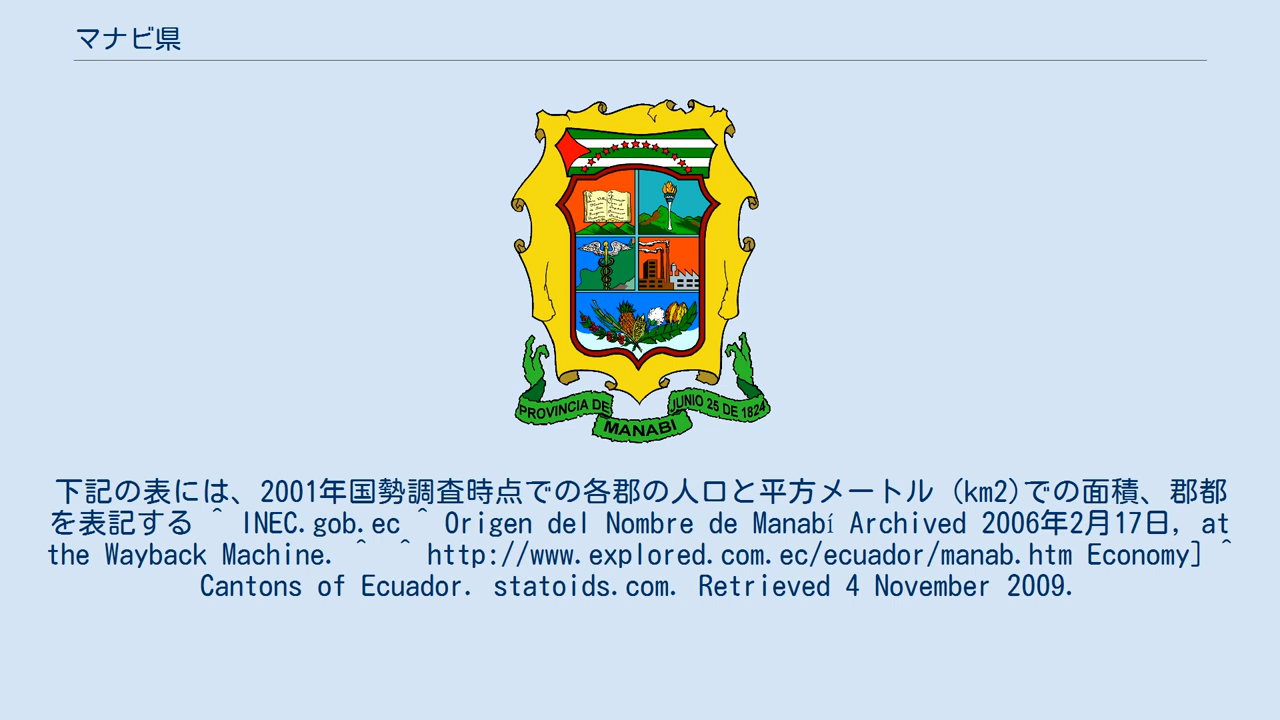 マナビ県
PROVINCIA DE
MANABI
JUNIO 25 DE 1824
下記の表には、2001年国勢調査時点での各郡の人口と平方メートル (km2)での面積、郡都
を表記する ^ INEC.gob.ec ^ Origen del Nombre de Manabí Archived 2006年2月17日, at
the Wayback Machine. ^ ^ http://www.explored.com.ec/ecuador/manab.htm Economy] ^
Cantons of Ecuador. statoids.com. Retrieved 4 November 2009.